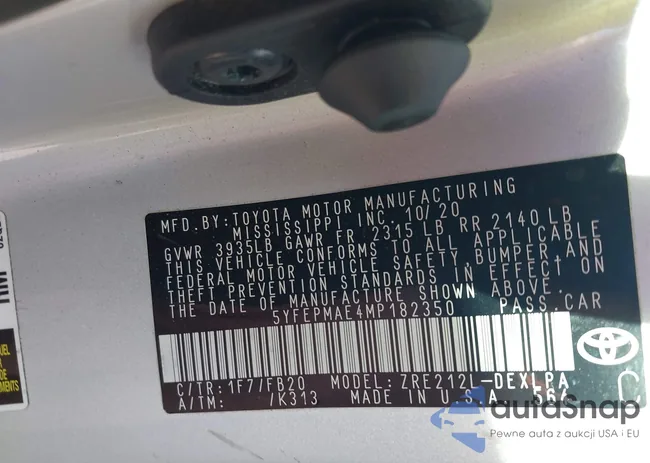 MFD. BY: TOYOTA MOTOR MANUFACTURING
MISSISSIPPI INC. 10/20
GVWR 3935LB GAWR FR 2315 LB RR 2140 LB
THIS VEHICLE CONFORMS TO ALL APPLICABLE
FEDERAL MOTOR VEHICLE SAFETY, BUMPER, AND
THEFT PREVENTION STANDARDS IN EFFECT ON
THE DATE OF MANUFACTURE SHOWN ABOVE.
5YFEPMAE4MP182350 PASS.CAR
C/TR: 1F7/FB20 MODEL: ZRE212L-DEXLPA
A/TM: /K313 MADE IN U.S.A.
autoSnap
Pewne auta z aukcji USA i EU